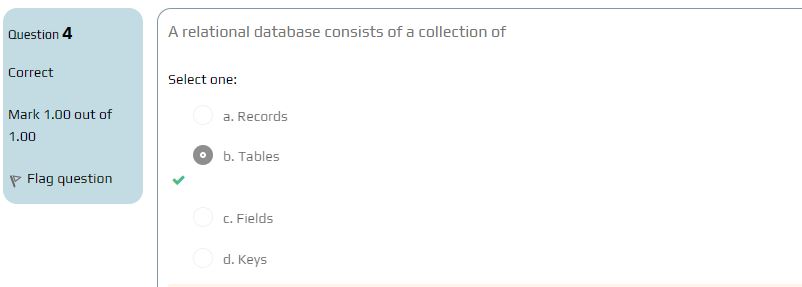 Question 4
Correct
Mark 1.00 out of
1.00
Flag question
A relational database consists of a collection of
Select one:
a. Records
b. Tables
c. Fields
d. Keys